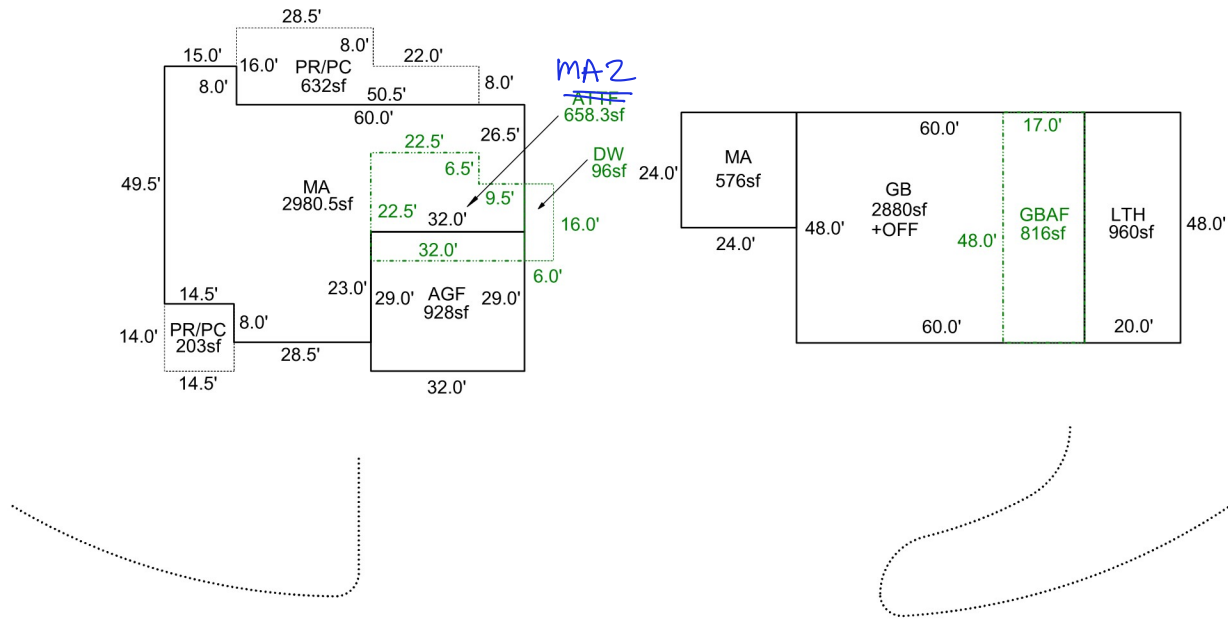 28.5'
15.0'
8.0'
16.0'
8.0'
PR/PC
632sf
22.0'
8.0'
50.5'
60.0'
MA2
ATTF
658.3sf
26.5'
22.5'
6.5'
DW
96sf
49.5'
MA
2980.5sf
22.5'
9.5'
32.0'
16.0'
32.0'
6.0'
23.0'
29.0'
AGF
928sf
29.0'
14.5'
14.0'
PR/PC
203sf
8.0'
28.5'
14.5'
32.0'
24.0'
MA
576sf
24.0'
60.0'
17.0'
48.0'
GB
2880sf
+OFF
48.0'
GBAF
816sf
LTH
960sf
48.0'
60.0'
20.0'